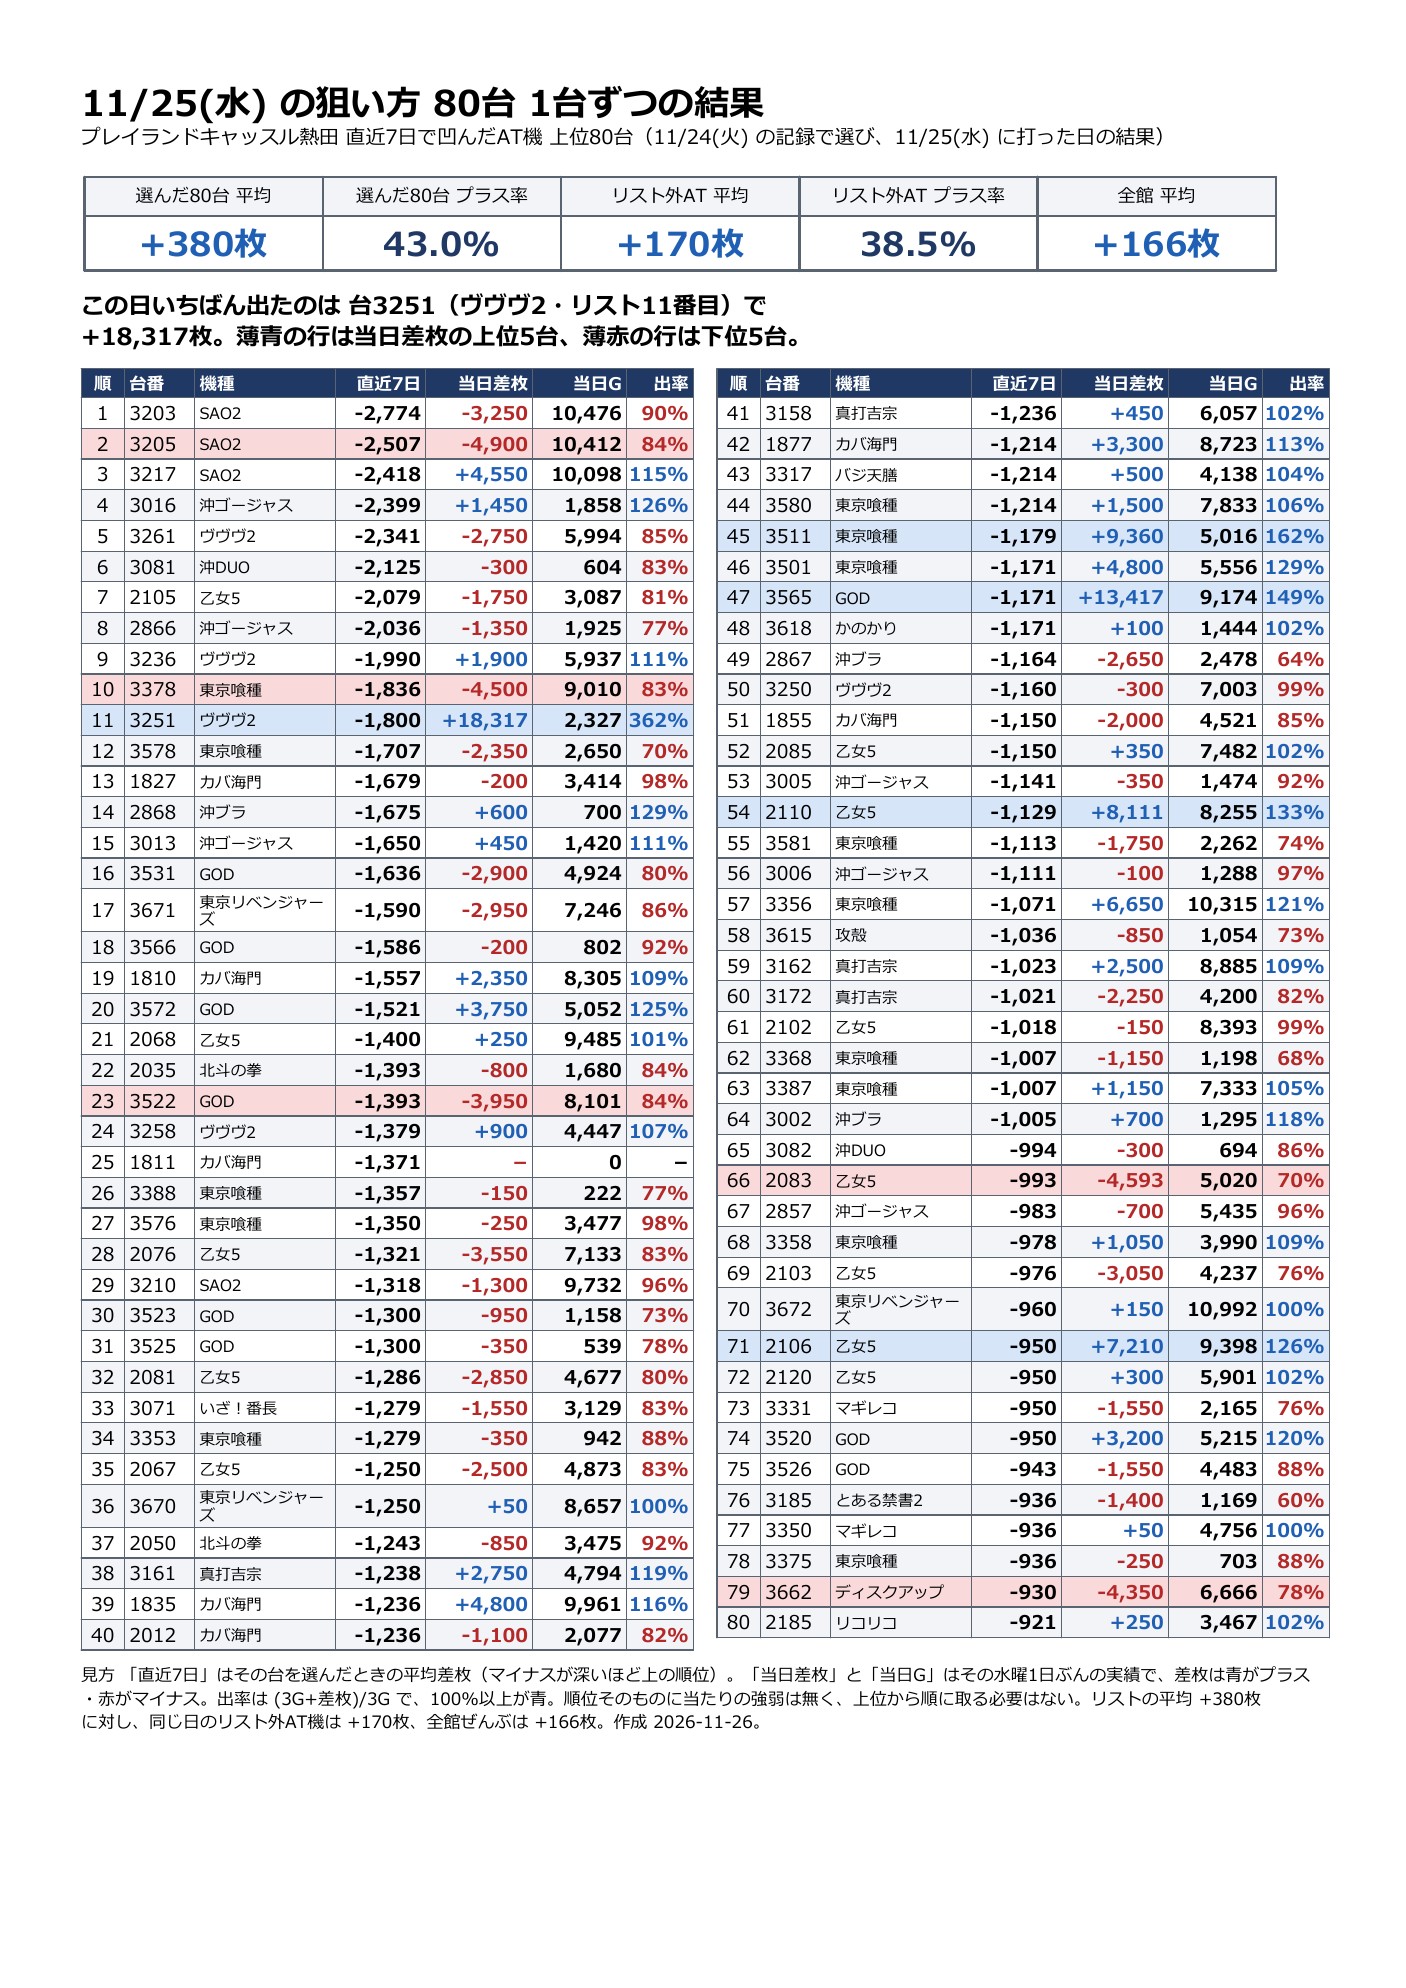 11/25(水) の狙い方 80台 1台ずつの結果
プレイランドキャッスル熱田 直近7日で凹んだAT機 上位80台（11/24(火) の記録で選び、11/25(水) に打った日の結果）
選んだ80台 平均 選んだ80台 プラス率 リスト外AT 平均 リスト外AT プラス率 全館 平均
+380枚 43.0% +170枚 38.5% +166枚
この日いちばん出たのは 台3251（ヴヴヴ2・リスト11番目）で
+18,317枚。薄青の行は当日差枚の上位5台、薄赤の行は下位5台。
順 台番 機種 直近7日 当日差枚 当日G 出率
1 3203 SAO2 -2,774 -3,250 10,476 90%
2 3205 SAO2 -2,507 -4,900 10,412 84%
3 3217 SAO2 -2,418 +4,550 10,098 115%
4 3016 沖ゴージャス -2,399 +1,450 1,858 126%
5 3261 ヴヴヴ2 -2,341 -2,750 5,994 85%
6 3081 沖DUO -2,125 -300 604 83%
7 2105 乙女5 -2,079 -1,750 3,087 81%
8 2866 沖ゴージャス -2,036 -1,350 1,925 77%
9 3236 ヴヴヴ2 -1,990 +1,900 5,937 111%
10 3378 東京喰種 -1,836 -4,500 9,010 83%
11 3251 ヴヴヴ2 -1,800 +18,317 2,327 362%
12 3578 東京喰種 -1,707 -2,350 2,650 70%
13 1827 カバ海門 -1,679 -200 3,414 98%
14 2868 沖ブラ -1,675 +600 700 129%
15 3013 沖ゴージャス -1,650 +450 1,420 111%
16 3531 GOD -1,636 -2,900 4,924 80%
17 3671 東京リベンジャーズ -1,590 -2,950 7,246 86%
18 3566 GOD -1,586 -200 802 92%
19 1810 カバ海門 -1,557 +2,350 8,305 109%
20 3572 GOD -1,521 +3,750 5,052 125%
21 2068 乙女5 -1,400 +250 9,485 101%
22 2035 北斗の拳 -1,393 -800 1,680 84%
23 3522 GOD -1,393 -3,950 8,101 84%
24 3258 ヴヴヴ2 -1,379 +900 4,447 107%
25 1811 カバ海門 -1,371 – 0 –
26 3388 東京喰種 -1,357 -150 222 77%
27 3576 東京喰種 -1,350 -250 3,477 98%
28 2076 乙女5 -1,321 -3,550 7,133 83%
29 3210 SAO2 -1,318 -1,300 9,732 96%
30 3523 GOD -1,300 -950 1,158 73%
31 3525 GOD -1,300 -350 539 78%
32 2081 乙女5 -1,286 -2,850 4,677 80%
33 3071 いざ！番長 -1,279 -1,550 3,129 83%
34 3353 東京喰種 -1,279 -350 942 88%
35 2067 乙女5 -1,250 -2,500 4,873 83%
36 3670 東京リベンジャーズ -1,250 +50 8,657 100%
37 2050 北斗の拳 -1,243 -850 3,475 92%
38 3161 真打吉宗 -1,238 +2,750 4,794 119%
39 1835 カバ海門 -1,236 +4,800 9,961 116%
40 2012 カバ海門 -1,236 -1,100 2,077 82%
順 台番 機種 直近7日 当日差枚 当日G 出率
41 3158 真打吉宗 -1,236 +450 6,057 102%
42 1877 カバ海門 -1,214 +3,300 8,723 113%
43 3317 バジ天膳 -1,214 +500 4,138 104%
44 3580 東京喰種 -1,214 +1,500 7,833 106%
45 3511 東京喰種 -1,179 +9,360 5,016 162%
46 3501 東京喰種 -1,171 +4,800 5,556 129%
47 3565 GOD -1,171 +13,417 9,174 149%
48 3618 かのかり -1,171 +100 1,444 102%
49 2867 沖ブラ -1,164 -2,650 2,478 64%
50 3250 ヴヴヴ2 -1,160 -300 7,003 99%
51 1855 カバ海門 -1,150 -2,000 4,521 85%
52 2085 乙女5 -1,150 +350 7,482 102%
53 3005 沖ゴージャス -1,141 -350 1,474 92%
54 2110 乙女5 -1,129 +8,111 8,255 133%
55 3581 東京喰種 -1,113 -1,750 2,262 74%
56 3006 沖ゴージャス -1,111 -100 1,288 97%
57 3356 東京喰種 -1,071 +6,650 10,315 121%
58 3615 攻殻 -1,036 -850 1,054 73%
59 3162 真打吉宗 -1,023 +2,500 8,885 109%
60 3172 真打吉宗 -1,021 -2,250 4,200 82%
61 2102 乙女5 -1,018 -150 8,393 99%
62 3368 東京喰種 -1,007 -1,150 1,198 68%
63 3387 東京喰種 -1,007 +1,150 7,333 105%
64 3002 沖ブラ -1,005 +700 1,295 118%
65 3082 沖DUO -994 -300 694 86%
66 2083 乙女5 -993 -4,593 5,020 70%
67 2857 沖ゴージャス -983 -700 5,435 96%
68 3358 東京喰種 -978 +1,050 3,990 109%
69 2103 乙女5 -976 -3,050 4,237 76%
70 3672 東京リベンジャーズ -960 +150 10,992 100%
71 2106 乙女5 -950 +7,210 9,398 126%
72 2120 乙女5 -950 +300 5,901 102%
73 3331 マギレコ -950 -1,550 2,165 76%
74 3520 GOD -950 +3,200 5,215 120%
75 3526 GOD -943 -1,550 4,483 88%
76 3185 とある禁書2 -936 -1,400 1,169 60%
77 3350 マギレコ -936 +50 4,756 100%
78 3375 東京喰種 -936 -250 703 88%
79 3662 ディスクアップ -930 -4,350 6,666 78%
80 2185 リコリコ -921 +250 3,467 102%
見方 「直近7日」はその台を選んだときの平均差枚（マイナスが深いほど上の順位）。「当日差枚」と「当日G」はその水曜1日ぶんの実績で、差枚は青がプラス
・赤がマイナス。出率は (3G+差枚)/3G で、100%以上が青。順位そのものに当たりの強弱は無く、上位から順に取る必要はない。リストの平均 +380枚
に対し、同じ日のリスト外AT機は +170枚、全館ぜんぶは +166枚。作成 2026-11-26。